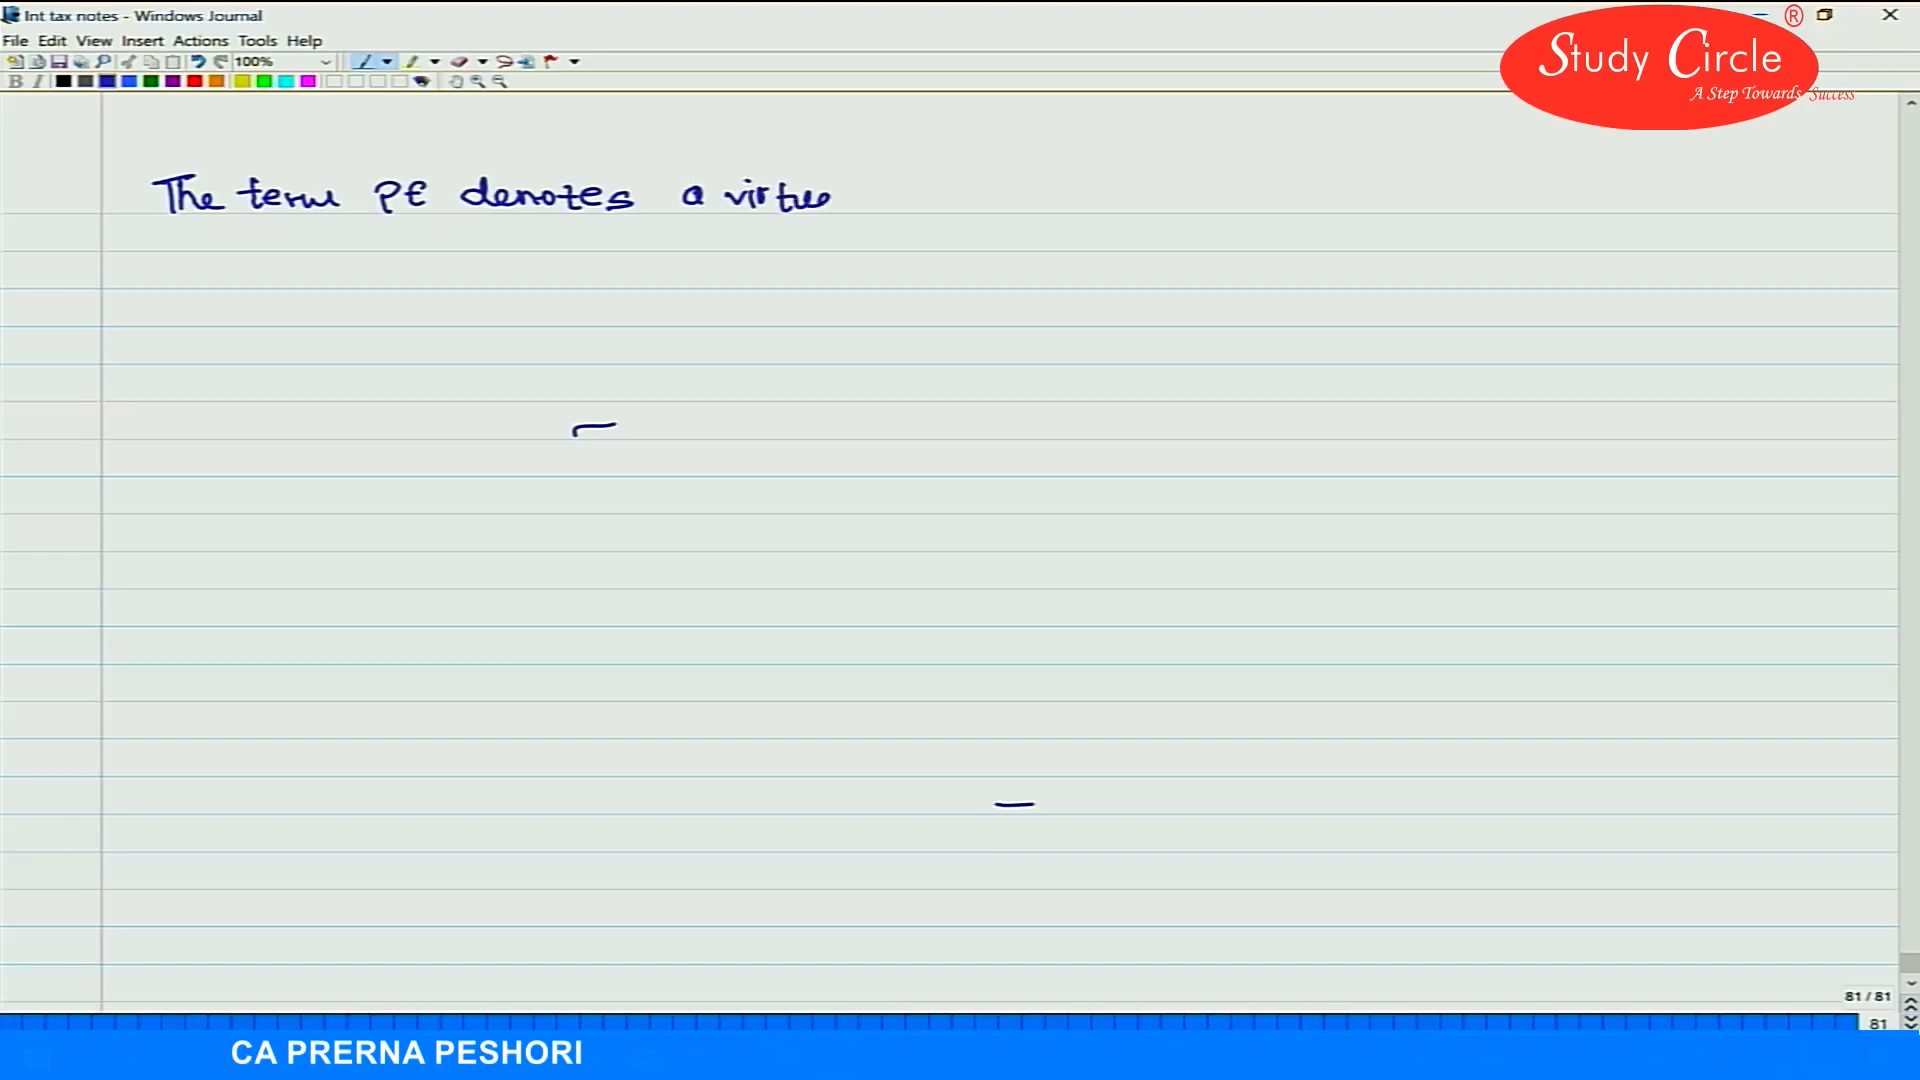 Int tax notes - Windows Journal
File Edit View Insert Actions Tools Help
100%
B I
®
Study Circle
A Step Towards Success
The term PE denotes a virtue
81 / 81
81
CA PRERNA PESHORI